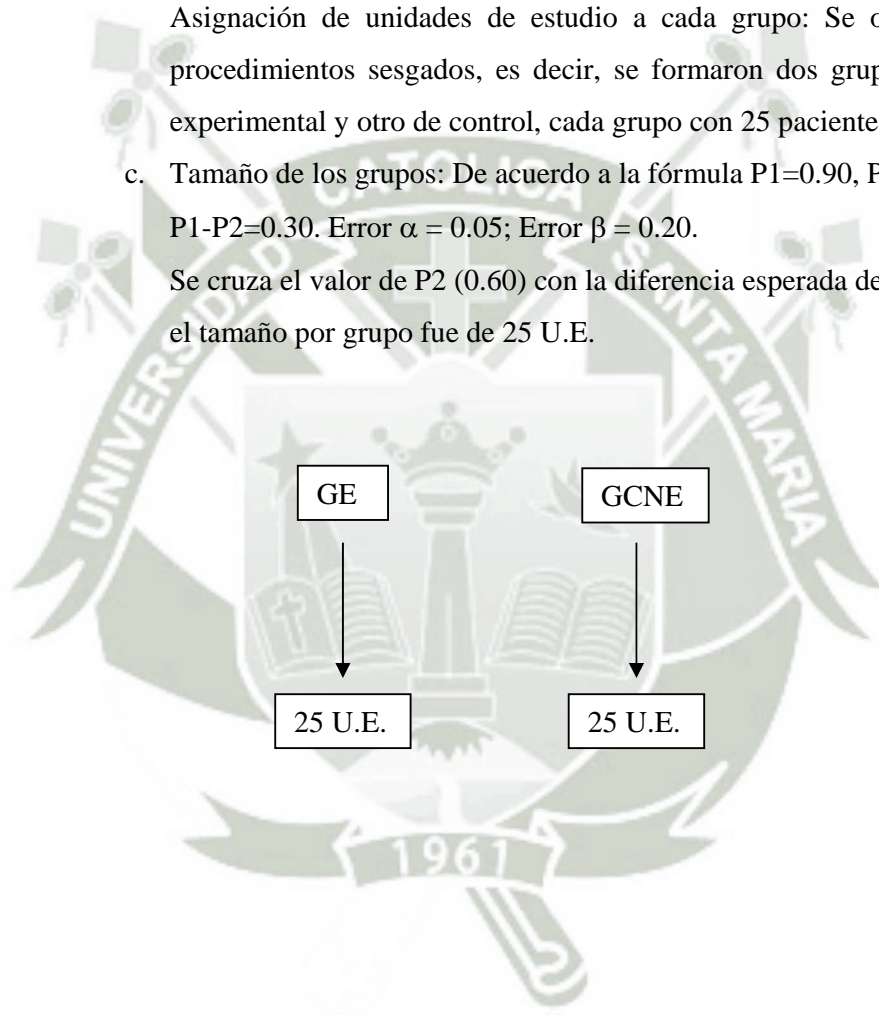 Asignación de unidades de estudio a cada grupo: Se
procedimientos sesgados, es decir, se formaron dos
experimental y otro de control, cada grupo con 25 paciente
c. Tamaño de los grupos: De acuerdo a la fórmula P1=0.90,
P1-P2=0.30. Error α = 0.05; Error β = 0.20.
Se cruza el valor de P2 (0.60) con la diferencia esperada de
el tamaño por grupo fue de 25 U.E.
UNIVERSIDAD CATOLICA SANTA MARIA
GE GCNE
25 U.E. 25 U.E.
1961